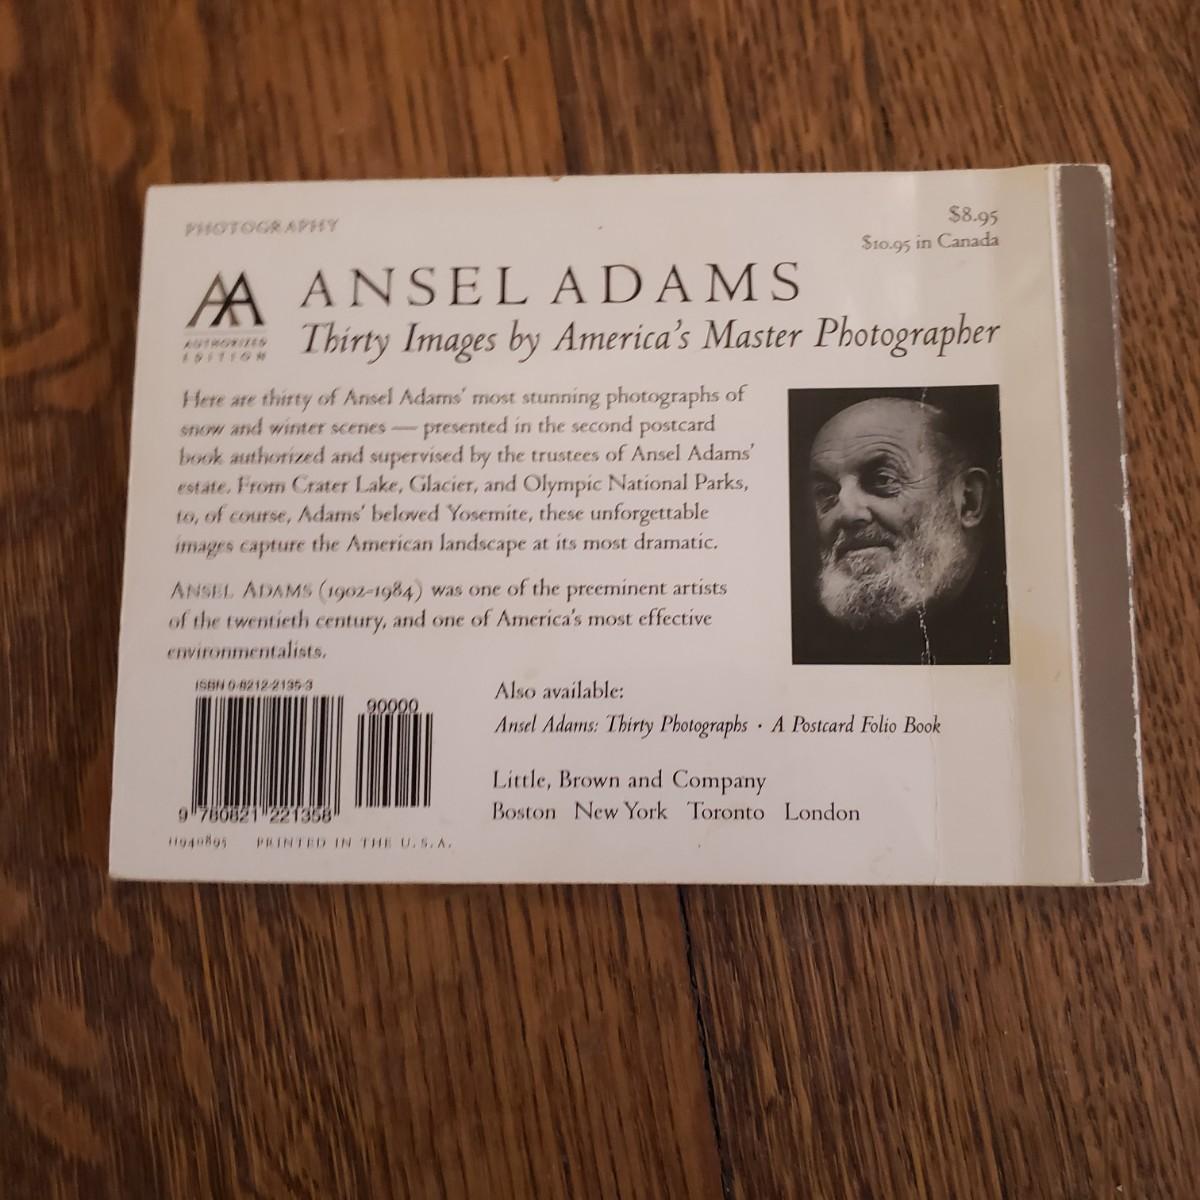 PHOTOGRAPHY
$8.95
$10.95 in Canada
AA
AUTHORIZED
EDITION
ANSEL ADAMS
Thirty Images by America's Master Photographer
Here are thirty of Ansel Adams' most stunning photographs of
snow and winter scenes — presented in the second postcard
book authorized and supervised by the trustees of Ansel Adams'
estate. From Crater Lake, Glacier, and Olympic National Parks,
to, of course, Adams' beloved Yosemite, these unforgettable
images capture the American landscape at its most dramatic.
ANSEL ADAMS (1902-1984) was one of the preeminent artists
of the twentieth century, and one of America's most effective
environmentalists.
ISBN 0-8212-2135-3
90000
9 780821 221358
11940895 PRINTED IN THE U.S.A.
Also available:
Ansel Adams: Thirty Photographs · A Postcard Folio Book
Little, Brown and Company
Boston New York Toronto London